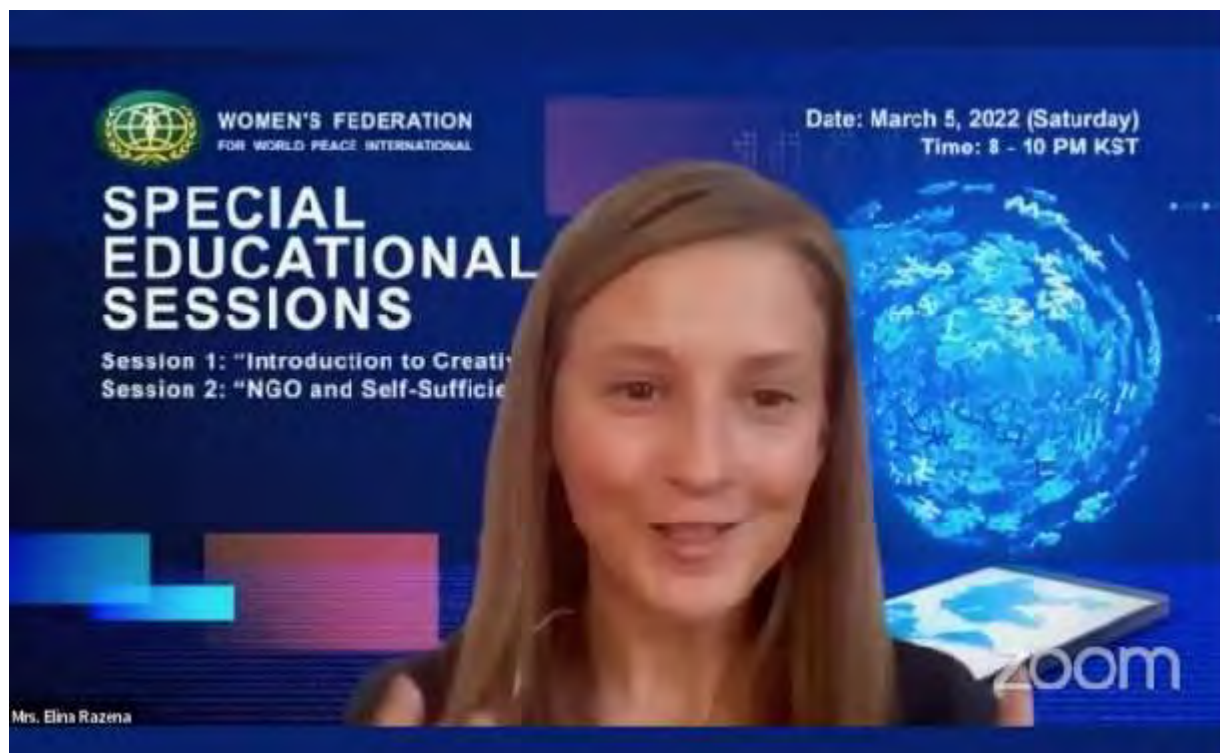 WOMEN'S FEDERATION
FOR WORLD PEACE INTERNATIONAL
Date: March 5, 2022 (Saturday)
Time: 8 - 10 PM KST
SPECIAL
EDUCATIONAL
SESSIONS
Session 1: "Introduction to Creati
Session 2: "NGO and Self-Sufficie
zoom
Mrs. Elina Razena